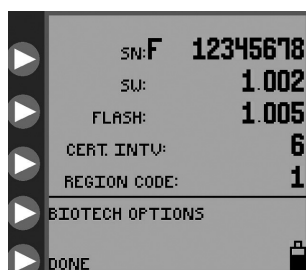 SN:F 12345678
SW: 1.002
FLASH: 1.005
CERT. INTV: 6
REGION CODE: 1
BIOTECH OPTIONS
DONE